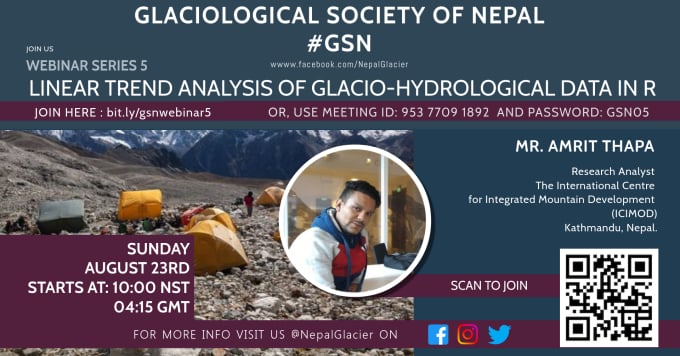 GLACIOLOGICAL SOCIETY OF NEPAL
#GSN
www.facebook.com/NepalGlacier
JOIN US
WEBINAR SERIES 5
LINEAR TREND ANALYSIS OF GLACIO-HYDROLOGICAL DATA IN R
JOIN HERE : bit.ly/gsnwebinar5 OR, USE MEETING ID: 953 7709 1892 AND PASSWORD: GSN05
MR. AMRIT THAPA
Research Analyst
The International Centre
for Integrated Mountain Development
(ICIMOD)
Kathmandu, Nepal.
SUNDAY
AUGUST 23RD
STARTS AT: 10:00 NST
04:15 GMT
SCAN TO JOIN
FOR MORE INFO VISIT US @NepalGlacier ON